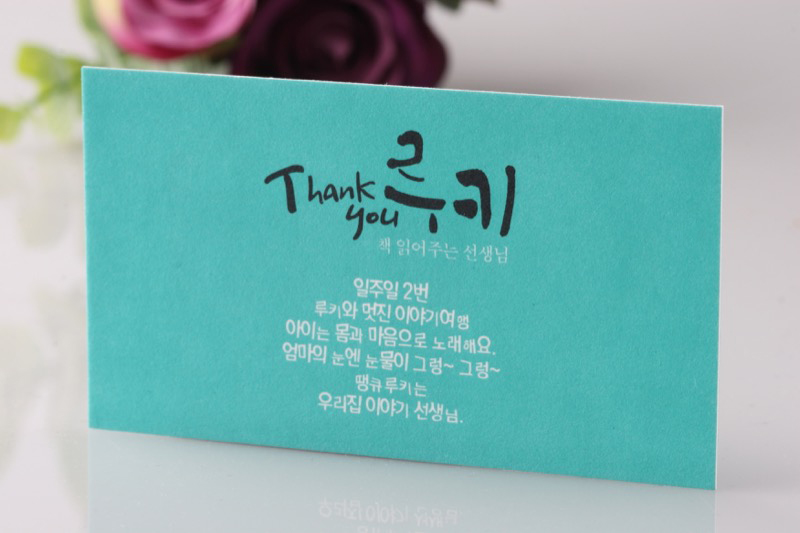 Thank you 루키
책 읽어주는 선생님
일주일 2번
루키와 멋진 이야기여행
아이는 몸과 마음으로 노래해요.
엄마의 눈엔 눈물이 그렁~ 그렁~
땡큐루키는
우리집 이야기 선생님.